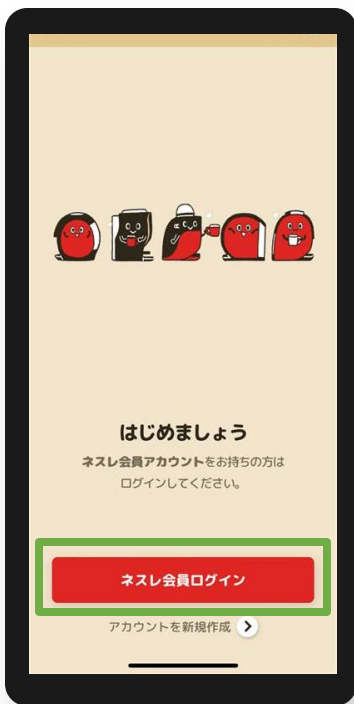 はじめましょう
ネスレ会員アカウントをお持ちの方は
ログインしてください。
ネスレ会員ログイン
アカウントを新規作成